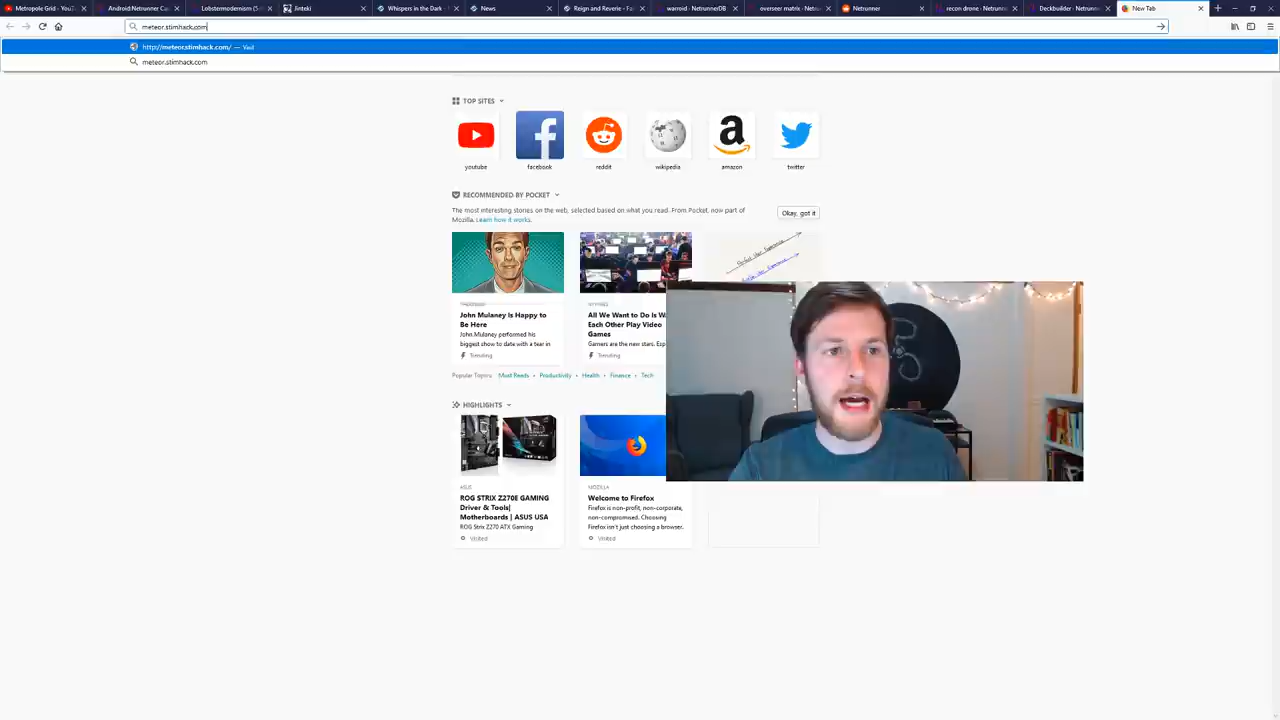 Metropole Grid - YouT
Android:Netrunner Ca
Lobstermodernism (5-
Jinteki
Whispers in the Dark -
News
Reign and Reverie - Fa
warroid - NetrunnerDB
overseer matrix - Netru
Netrunner
recon drone - Netrunne
Deckbuilder - Netrunne
New Tab
meteor.stimhack.com
http://meteor.stimhack.com/ — Visit
meteor.stimhack.com
TOP SITES
youtube
facebook
reddit
wikipedia
amazon
twitter
RECOMMENDED BY POCKET
The most interesting stories on the web, selected based on what you read. From Pocket, now part of
Mozilla. Learn how it works.
Okay, got it
John Mulaney Is Happy to
Be Here
John Mulaney performed his
biggest show to date with a tear in
Trending
All We Want to Do Is Wa
Each Other Play Video
Games
Gamers are the new stars. Esp
Trending
Popular Topics: Must Reads • Productivity • Health • Finance • Tech
HIGHLIGHTS
ASUS
ROG STRIX Z270E GAMING
Driver & Tools|
Motherboards | ASUS USA
ROG Strix Z270 ATX Gaming
Visited
MOZILLA
Welcome to Firefox
Firefox is non-profit, non-corporate,
non-compromised. Choosing
Firefox isn't just choosing a browser.
Visited